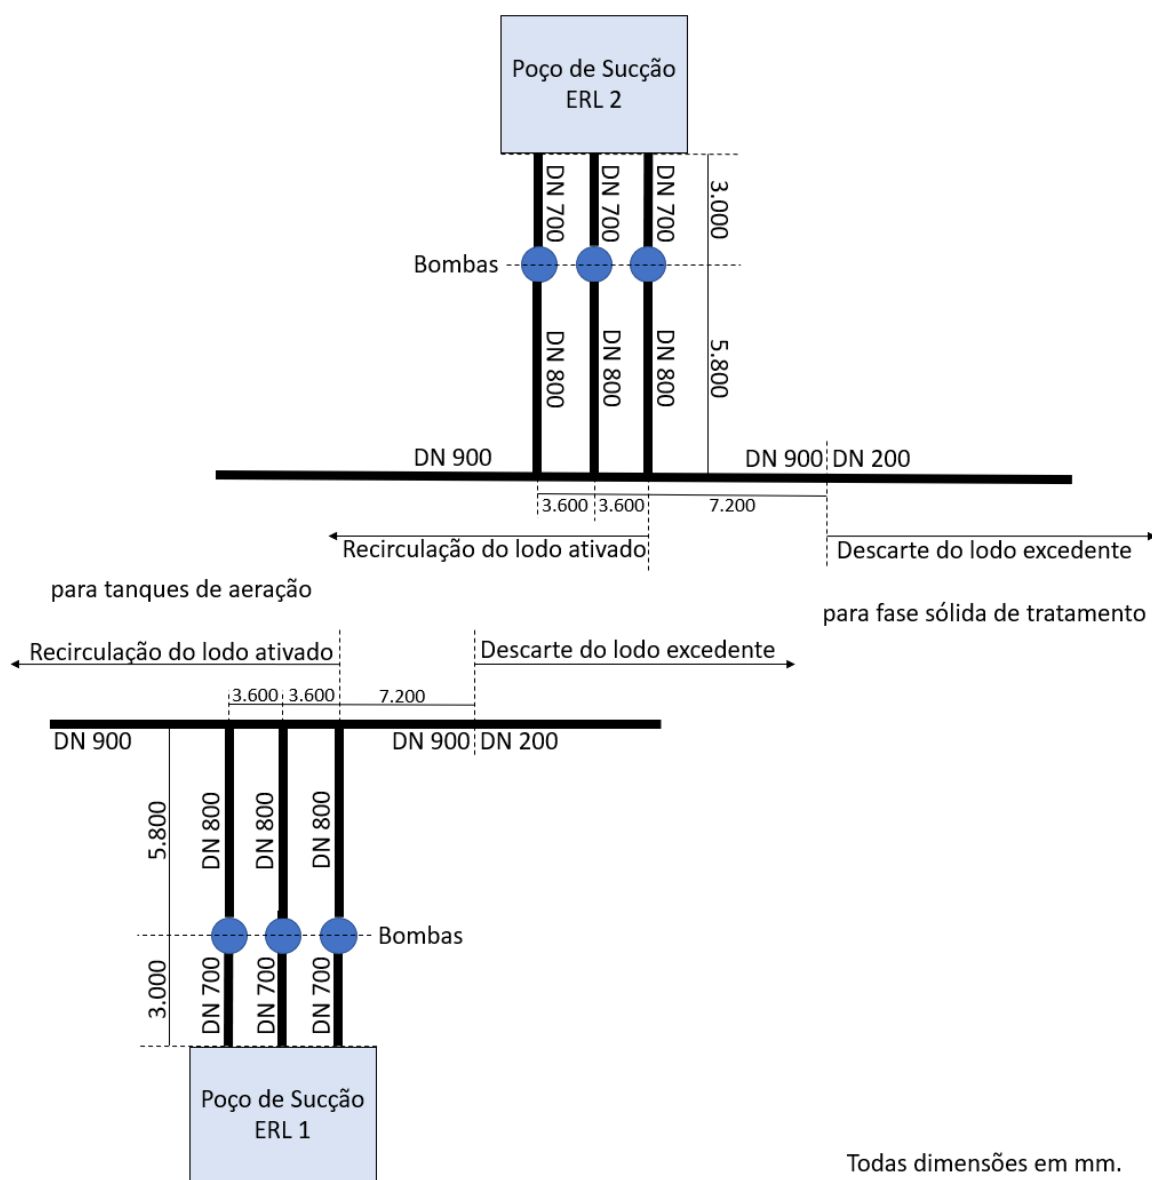 Poço de Sucção
ERL 2
DN 700
DN 700
DN 700
3.000
Bombas
DN 800
DN 800
DN 800
5.800
DN 900
DN 900
DN 200
3.600
3.600
7.200
Recirculação do lodo ativado
Descarte do lodo excedente
para tanques de aeração
para fase sólida de tratamento
Recirculação do lodo ativado
Descarte do lodo excedente
3.600
3.600
7.200
DN 900
DN 900
DN 200
5.800
DN 800
DN 800
DN 800
Bombas
3.000
DN 700
DN 700
DN 700
Poço de Sucção
ERL 1
Todas dimensões em mm.